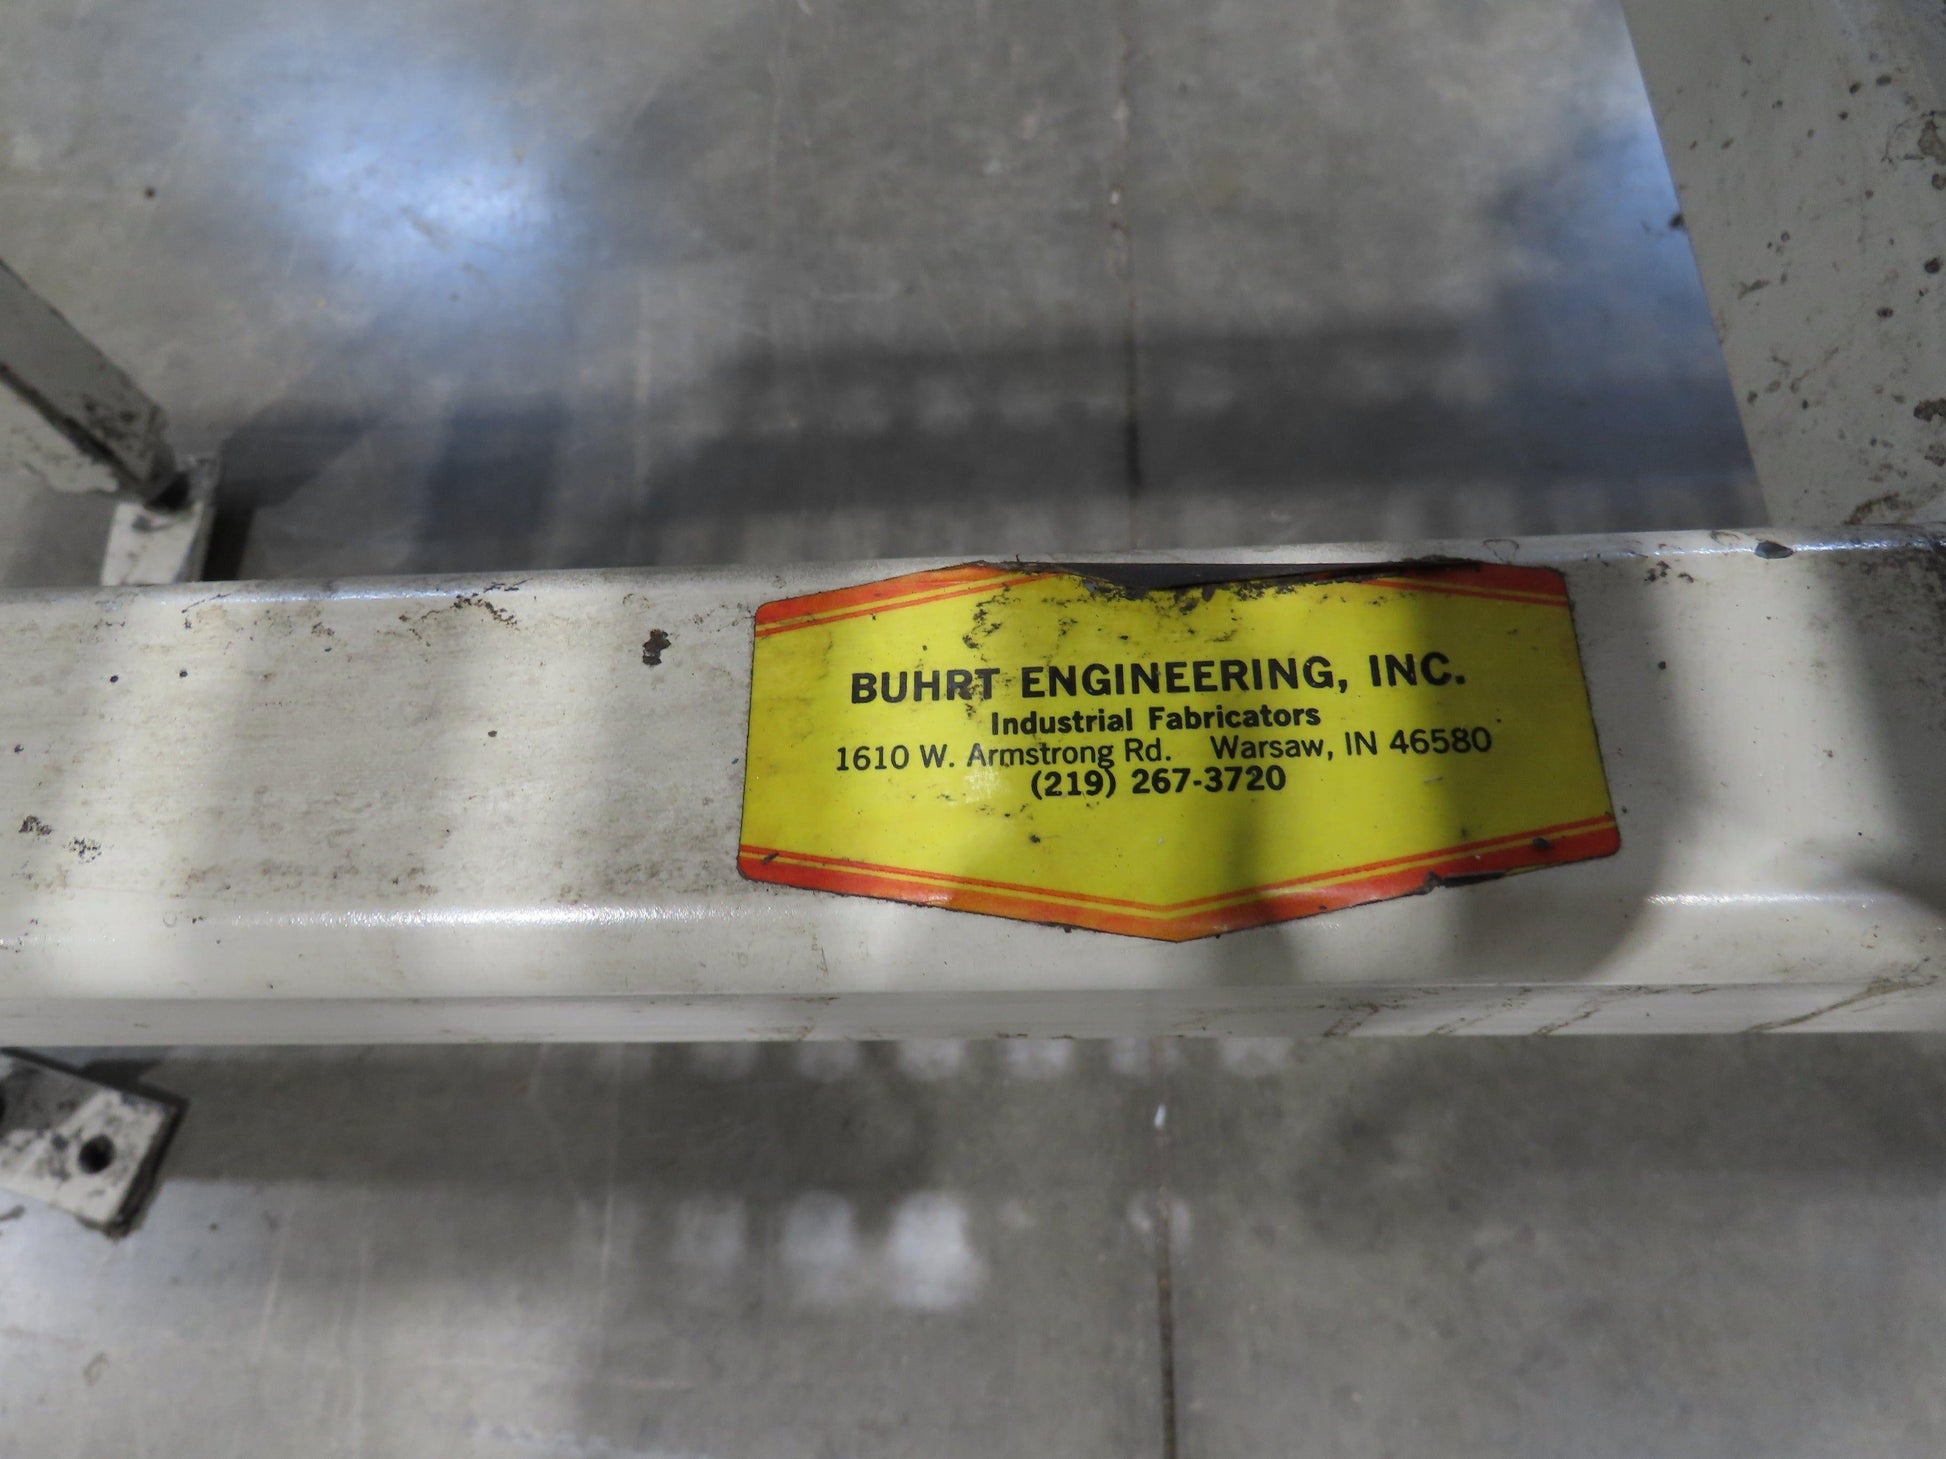 BUHRT ENGINEERING, INC.
Industrial Fabricators
1610 W. Armstrong Rd. Warsaw, IN 46580
(219) 267-3720